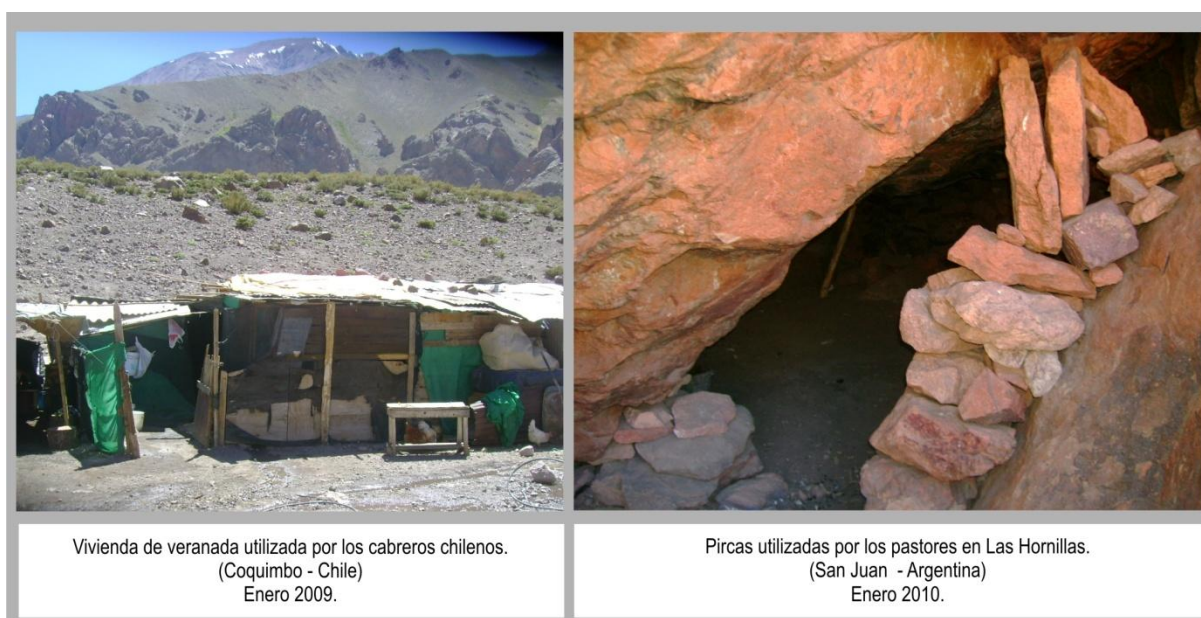 Vivienda de veranada utilizada por los cabreros chilenos.
(Coquimbo - Chile)
Enero 2009.
Pircas utilizadas por los pastores en Las Hornillas.
(San Juan - Argentina)
Enero 2010.